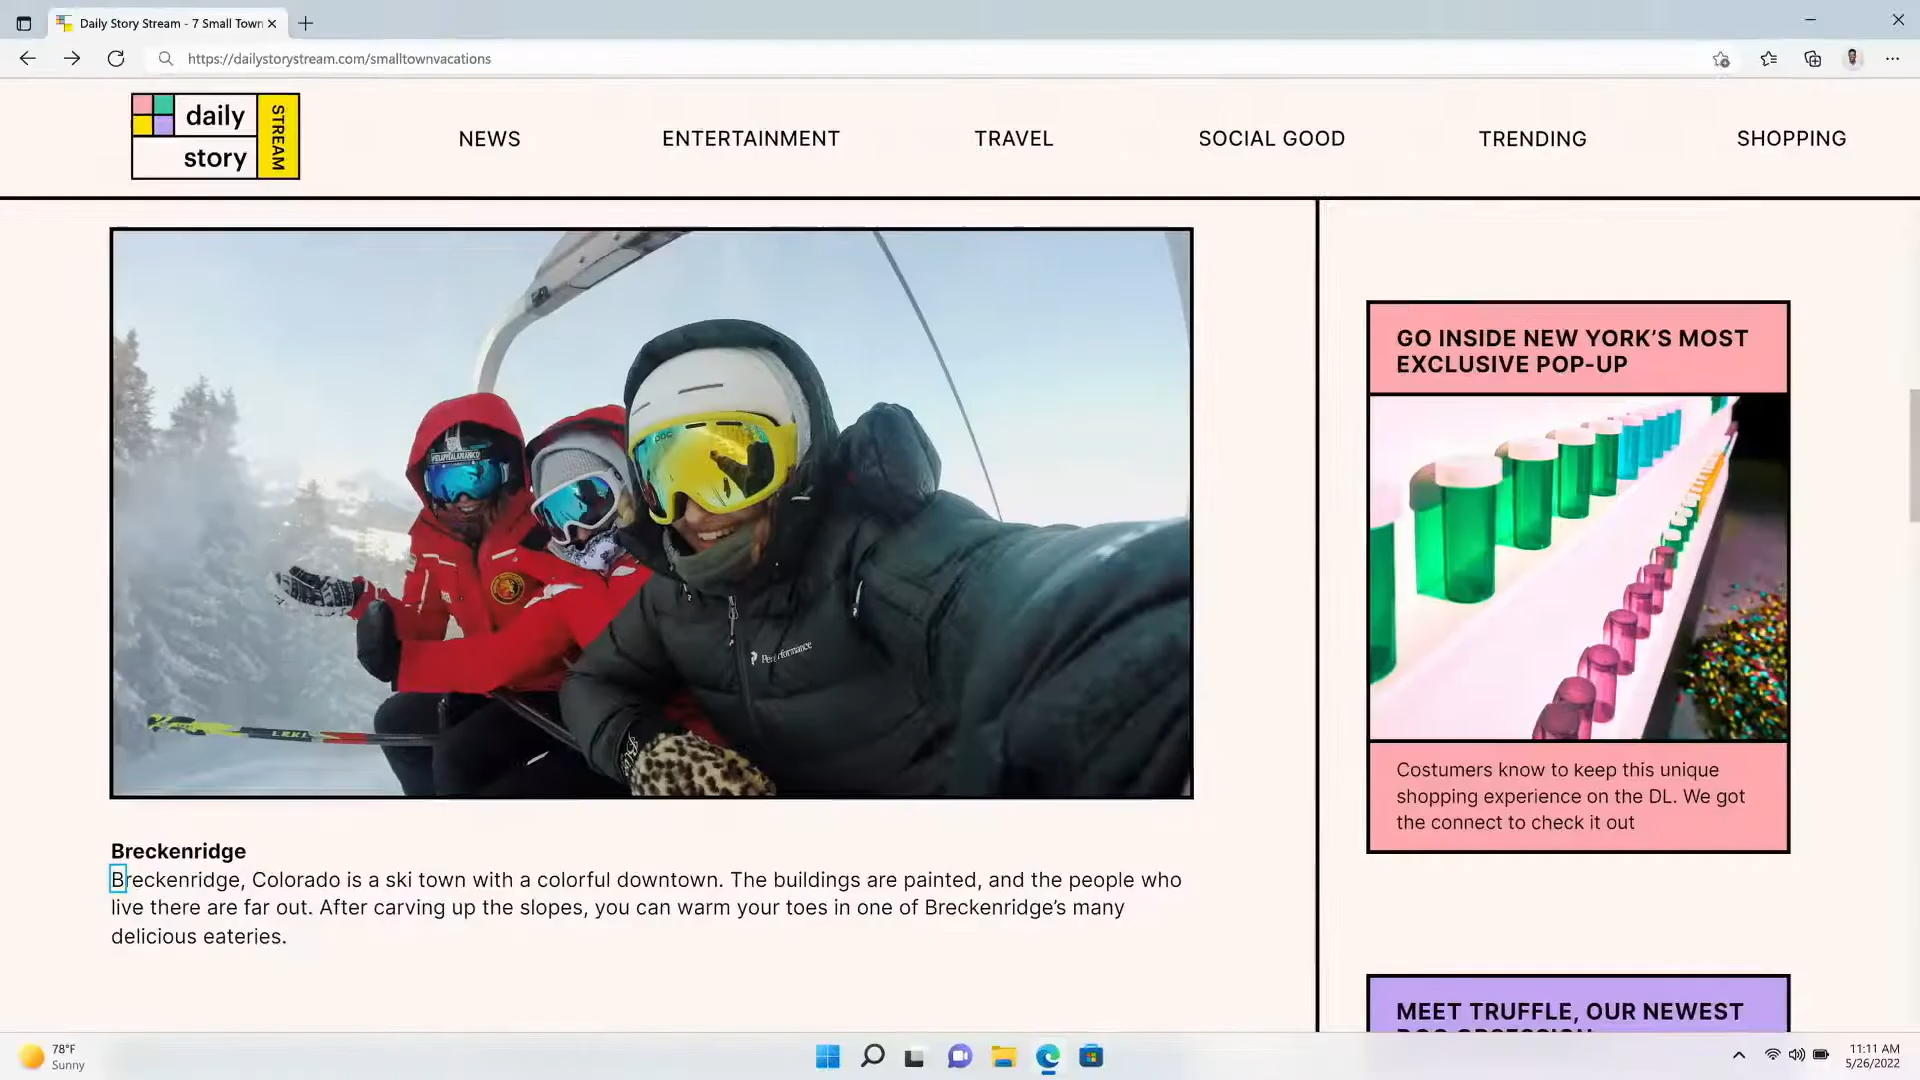 Daily Story Stream - 7 Small Town
https://dailystorystream.com/smalltownvacations
daily
story
STREAM
NEWS
ENTERTAINMENT
TRAVEL
SOCIAL GOOD
TRENDING
SHOPPING
LEKI
Breckenridge
Breckenridge, Colorado is a ski town with a colorful downtown. The buildings are painted, and the people who
live there are far out. After carving up the slopes, you can warm your toes in one of Breckenridge’s many
delicious eateries.
GO INSIDE NEW YORK’S MOST
EXCLUSIVE POP-UP
Costumers know to keep this unique
shopping experience on the DL. We got
the connect to check it out
MEET TRUFFLE, OUR NEWEST
78°F
Sunny
11:11 AM
5/26/2022